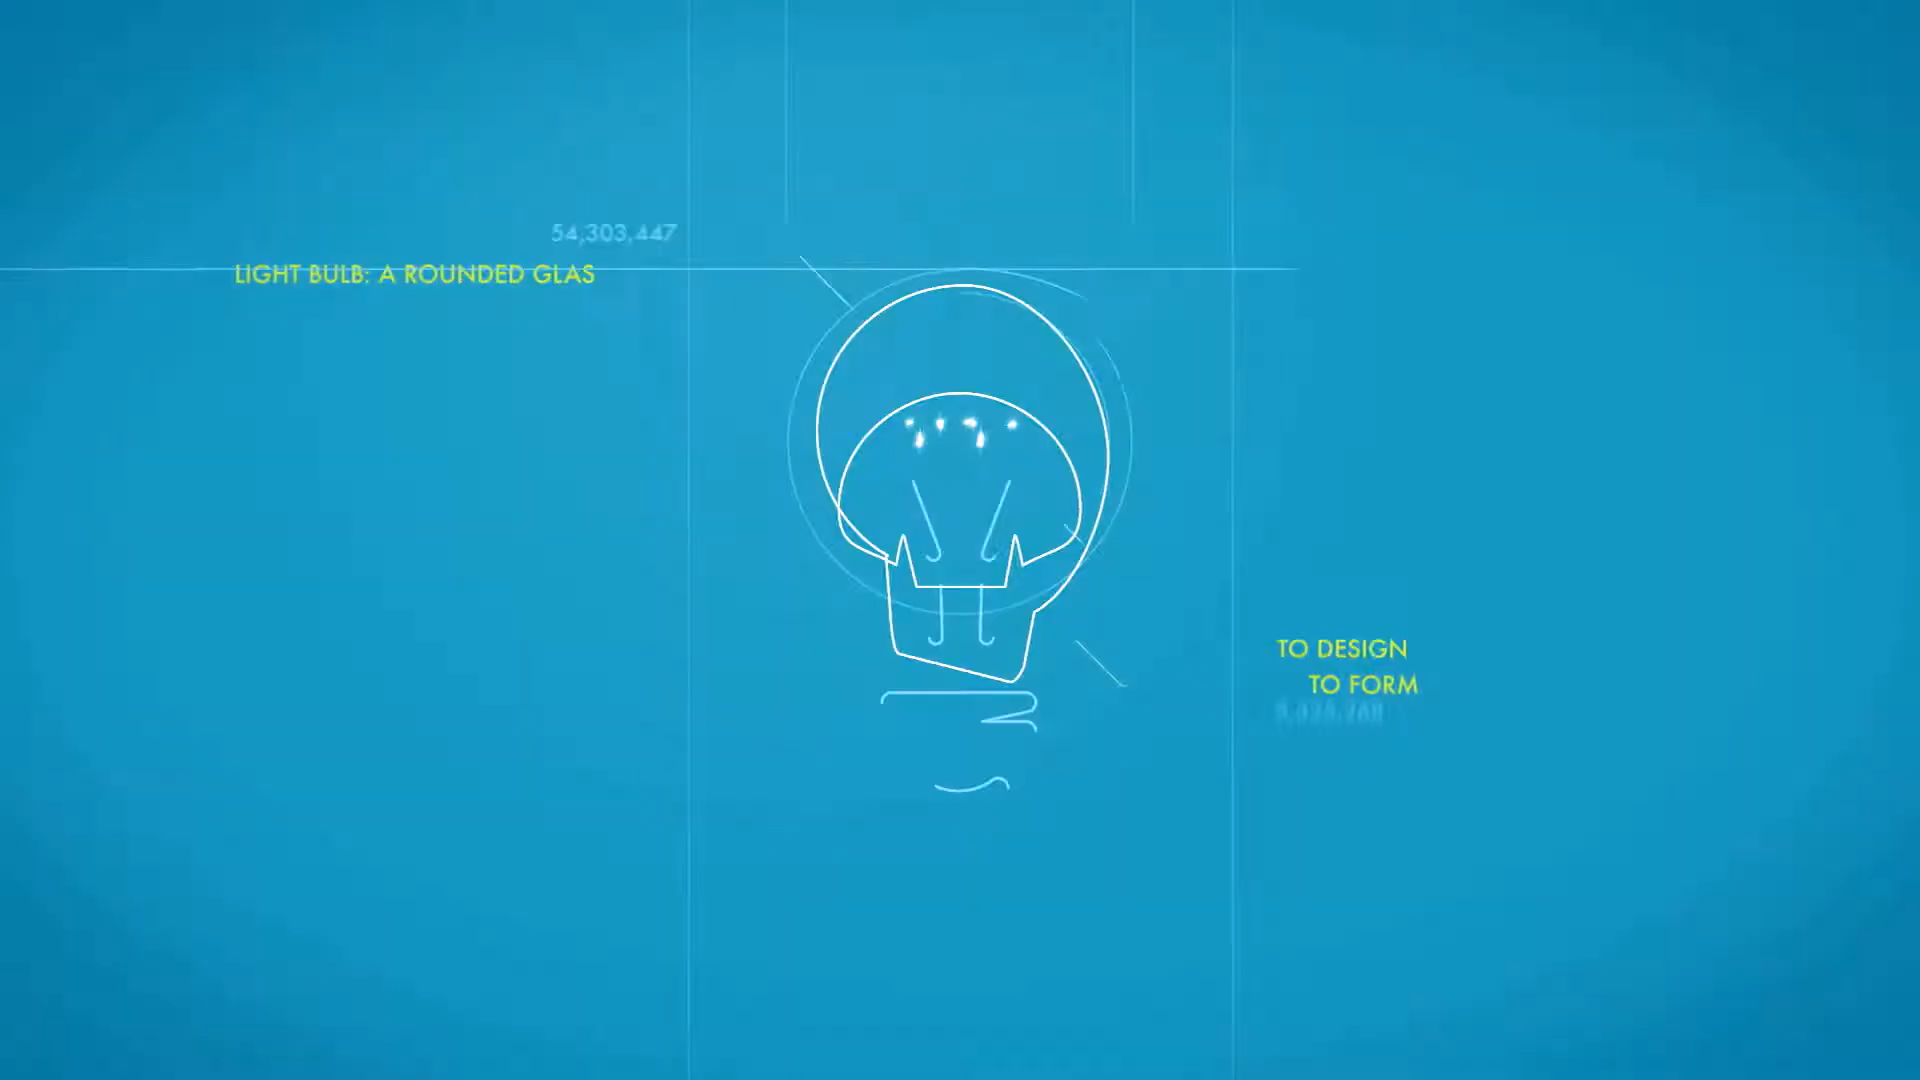 54,303,447
LIGHT BULB: A ROUNDED GLAS
TO DESIGN
TO FORM